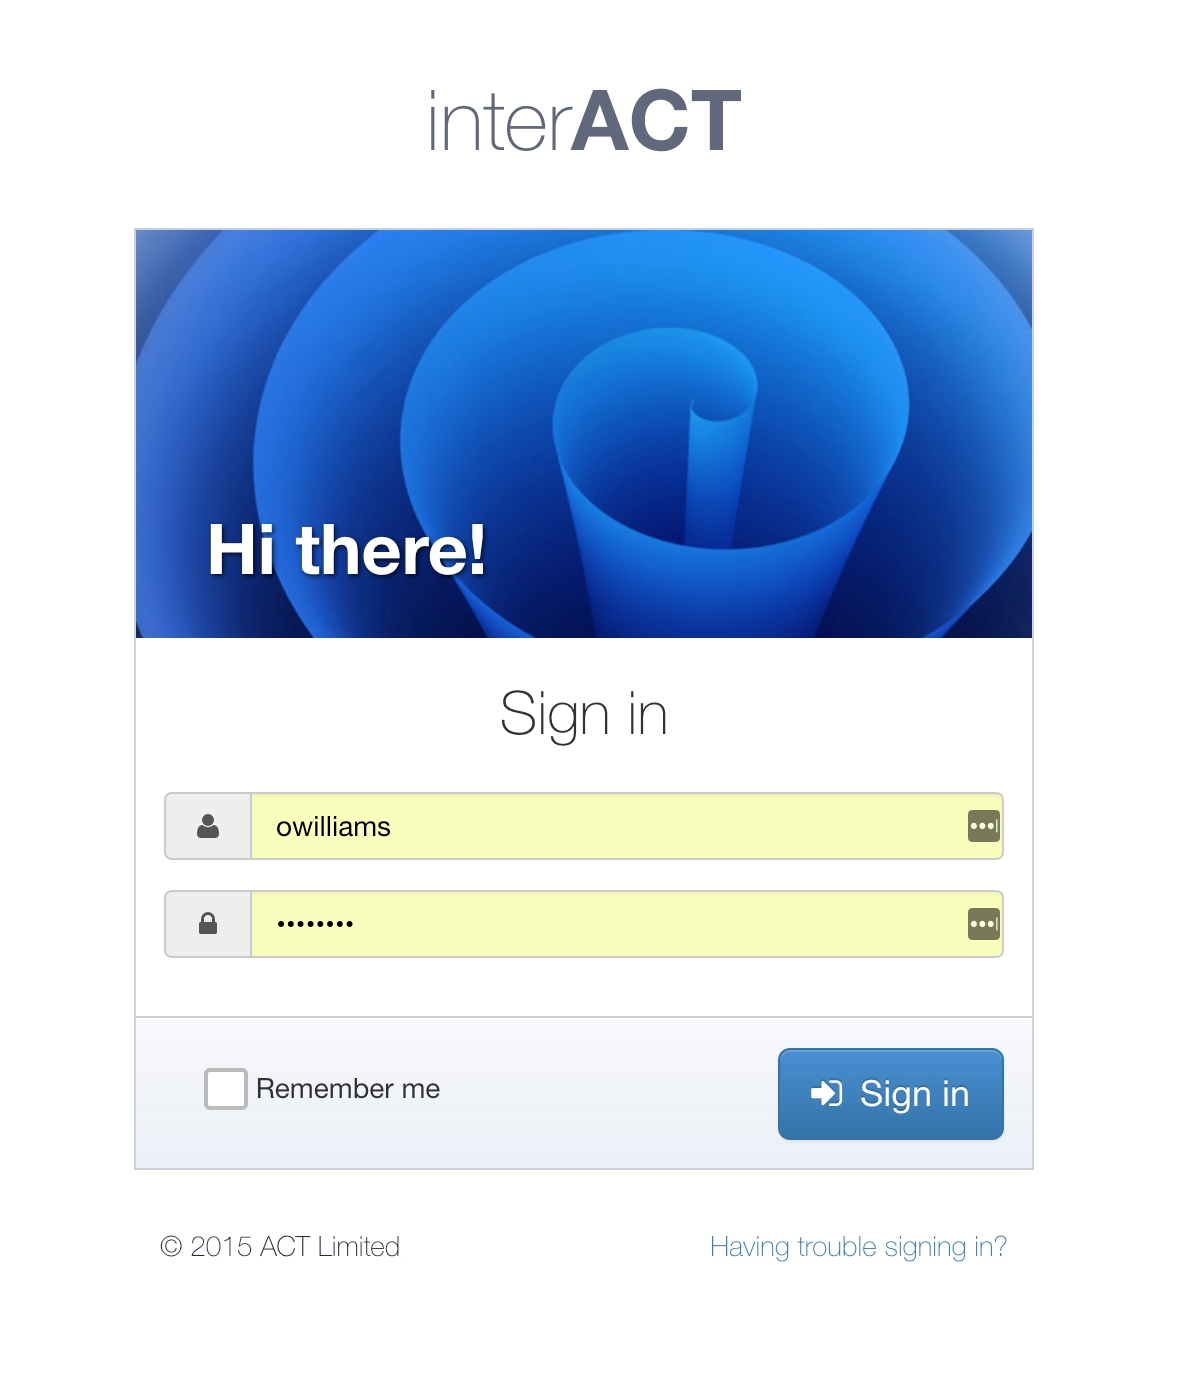 interACT
Hi there!
Sign in
owilliams
••••••••
Remember me
Sign in
© 2015 ACT Limited
Having trouble signing in?